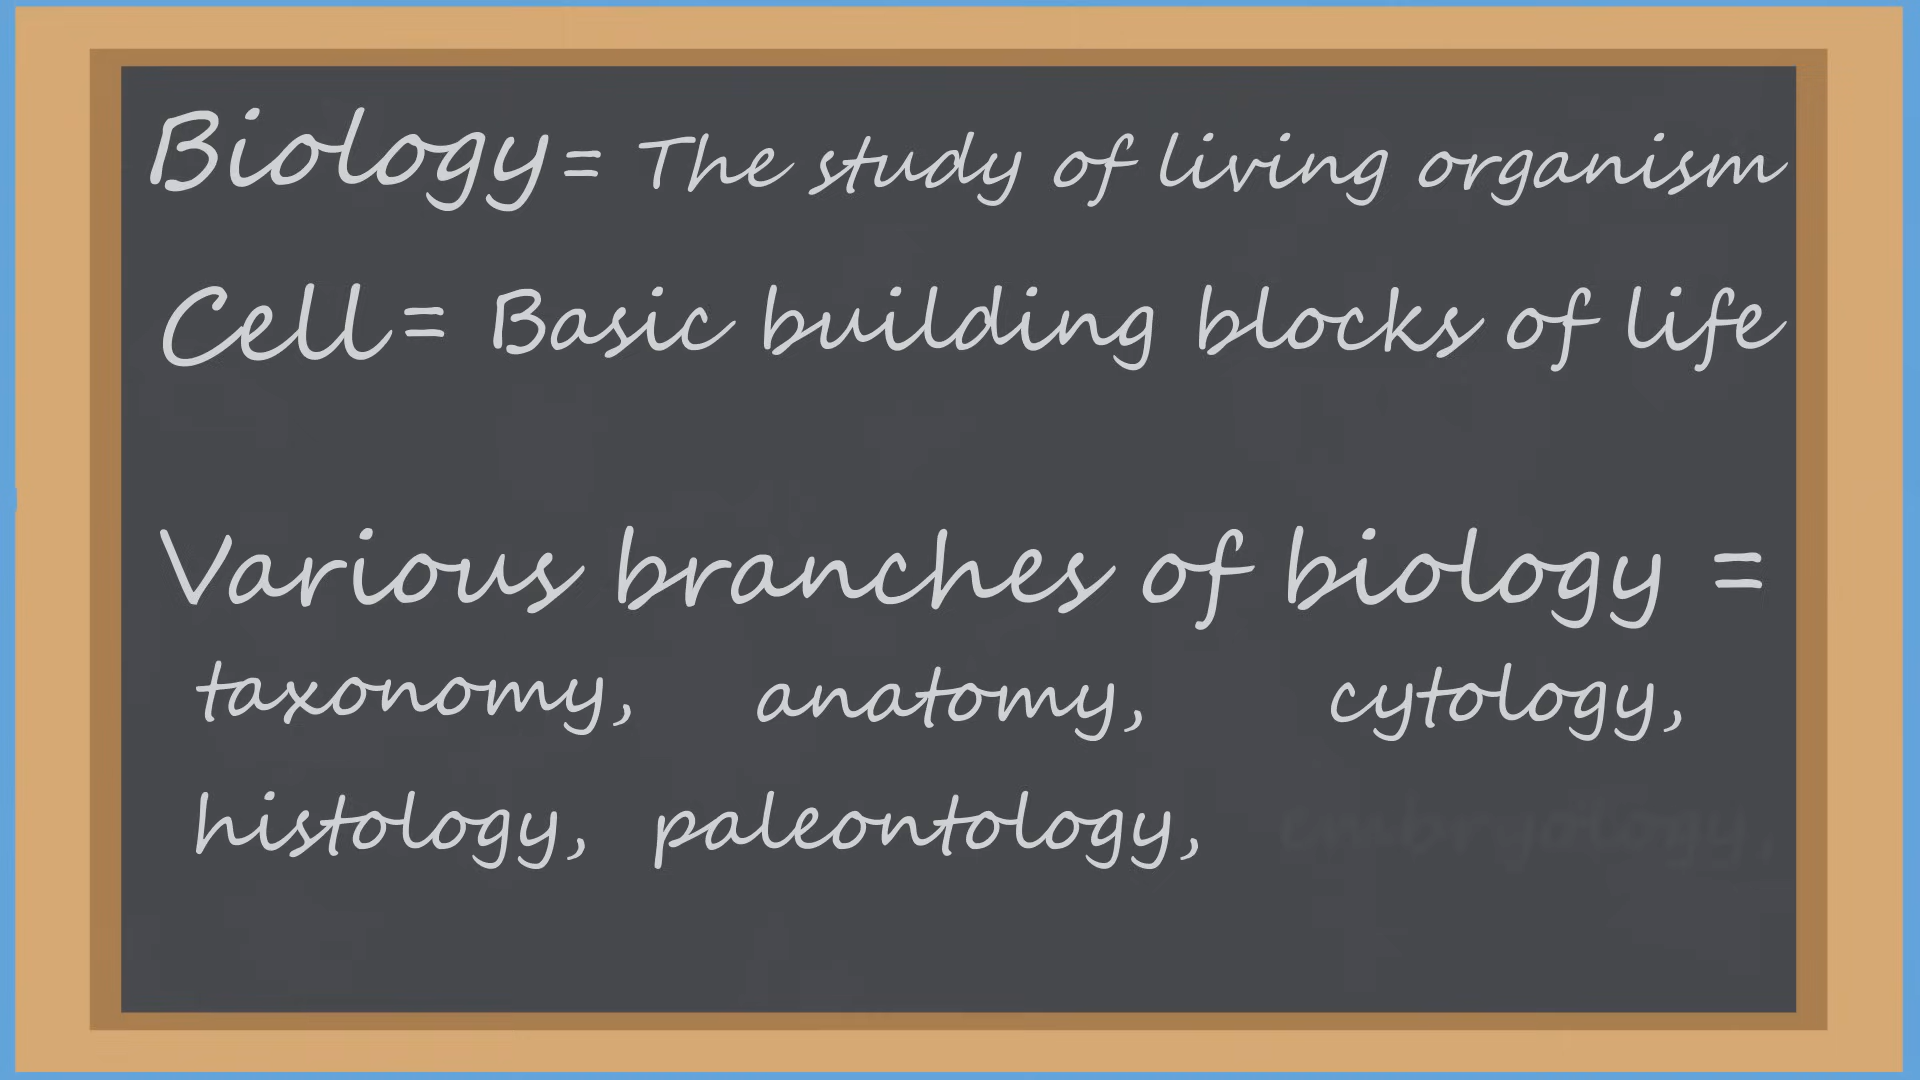 Biology= The study of living organism
Cell= Basic building blocks of life
Various branches of biology =
taxonomy, anatomy, cytology,
histology, paleontology, embryology,